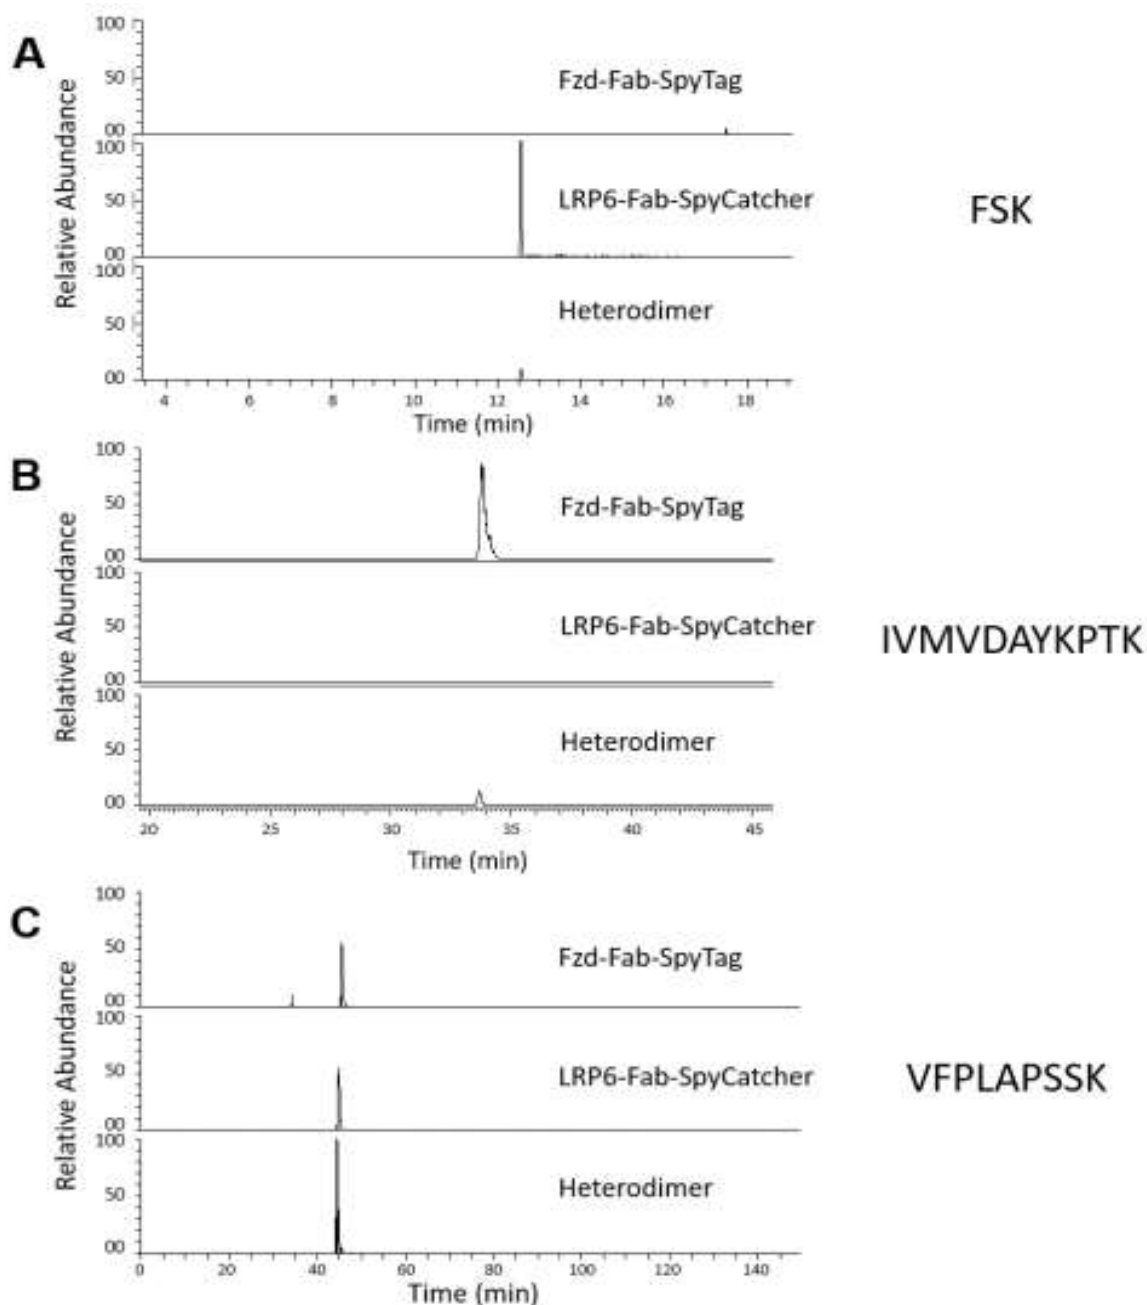 A
Relative Abundance
100
50
00
Fzd-Fab-SpyTag
100
50
00
LRP6-Fab-SpyCatcher
FSK
100
50
00
Heterodimer
4 6 8 10 12 14 16 18
Time (min)
B
Relative Abundance
100
50
00
Fzd-Fab-SpyTag
100
50
00
LRP6-Fab-SpyCatcher
IVMVDAYKPTK
100
50
00
Heterodimer
20 25 30 35 40 45
Time (min)
C
Relative Abundance
100
50
00
Fzd-Fab-SpyTag
100
50
00
LRP6-Fab-SpyCatcher
VFPLAPSSK
100
50
00
Heterodimer
0 20 40 60 80 100 120 140
Time (min)